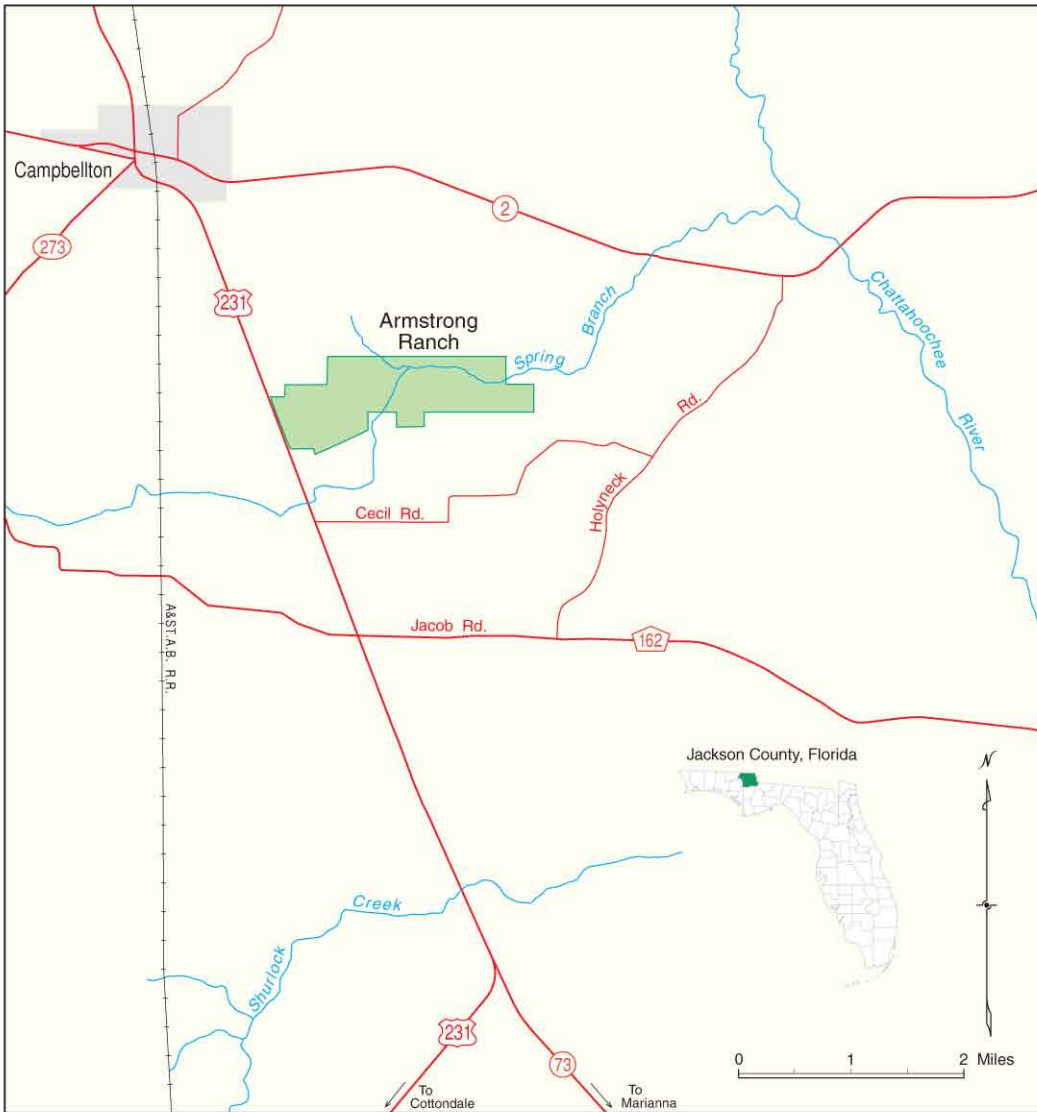 Campbellton
2
273
231
Armstrong
Ranch
Spring
Branch
Chattahoochee
River
Rd.
Holyneck
Cecil Rd.
A&ST.A.B. R.R.
Jacob Rd.
162
Jackson County, Florida
N
Creek
Shurlock
231
73
0 1 2 Miles
To
Cottondale
To
Marianna